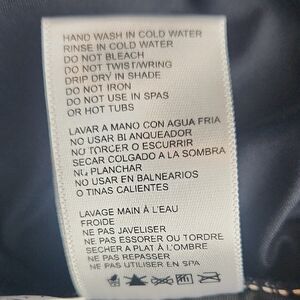 HAND WASH IN COLD WATER
RINSE IN COLD WATER
DO NOT BLEACH
DO NOT TWIST/WRING
DRIP DRY IN SHADE
DO NOT IRON
DO NOT USE IN SPAS
OR HOT TUBS
LAVAR A MANO CON AGUA FRIA
NO USAR BLANQUEADOR
NO TORCER O ESCURRIR
SECAR COLGADO A LA SOMBRA
NO PLANCHAR
NO USAR EN BALNEARIOS
O TINAS CALIENTES
LAVAGE MAIN À L'EAU
FROIDE
NE PAS JAVELISER
NE PAS ESSORER OU TORDRE
SECHER A PLAT À L'OMBRE
NE PAS REPASSER
NE PAS UTILISER EN SPA